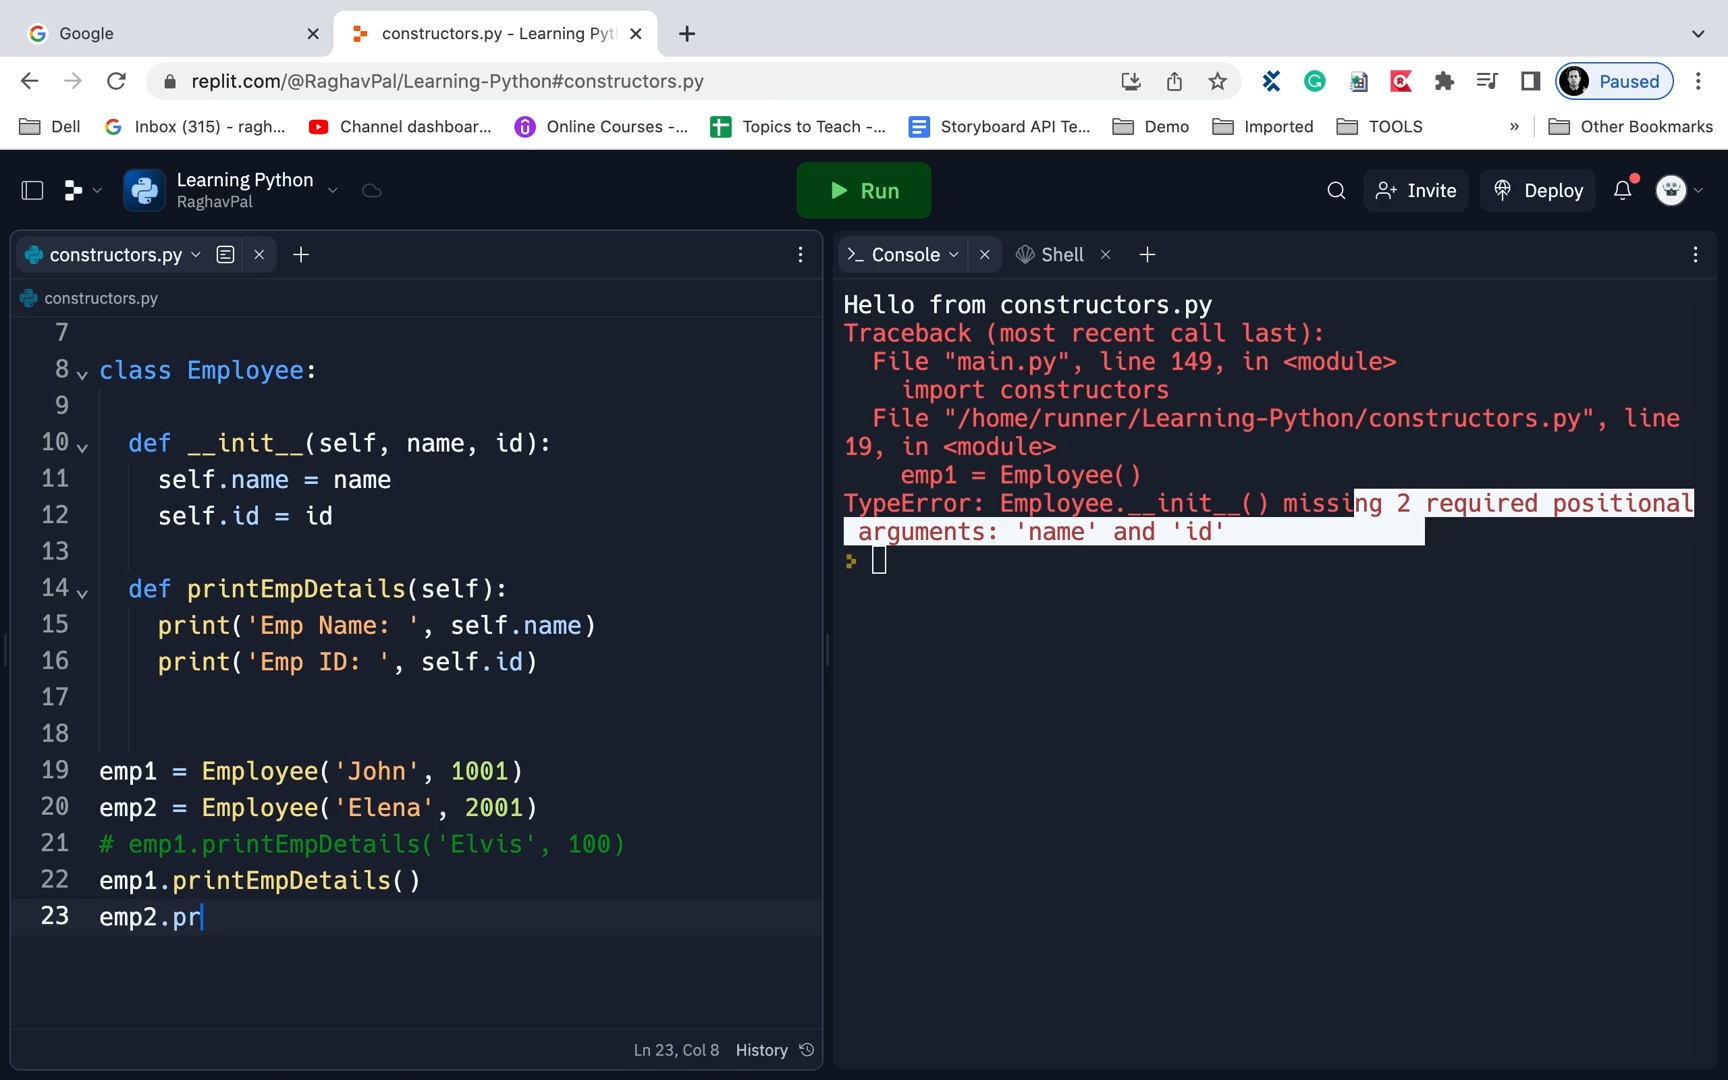 Google
constructors.py - Learning Pyt
replit.com/@RaghavPal/Learning-Python#constructors.py
Paused
Dell
Inbox (315) - ragh...
Channel dashboar...
Online Courses -...
Topics to Teach -...
Storyboard API Te...
Demo
Imported
TOOLS
»
Other Bookmarks
Learning Python
RaghavPal
Run
Invite
Deploy
constructors.py
Console
Shell
constructors.py
7
8 class Employee:
9
10 def __init__(self, name, id):
11 self.name = name
12 self.id = id
13
14 def printEmpDetails(self):
15 print('Emp Name: ', self.name)
16 print('Emp ID: ', self.id)
17
18
19 emp1 = Employee('John', 1001)
20 emp2 = Employee('Elena', 2001)
21 # emp1.printEmpDetails('Elvis', 100)
22 emp1.printEmpDetails()
23 emp2.pr
Ln 23, Col 8 History
Hello from constructors.py
Traceback (most recent call last):
File "main.py", line 149, in <module>
import constructors
File "/home/runner/Learning-Python/constructors.py", line
19, in <module>
emp1 = Employee()
TypeError: Employee.__init__() missing 2 required positional
arguments: 'name' and 'id'